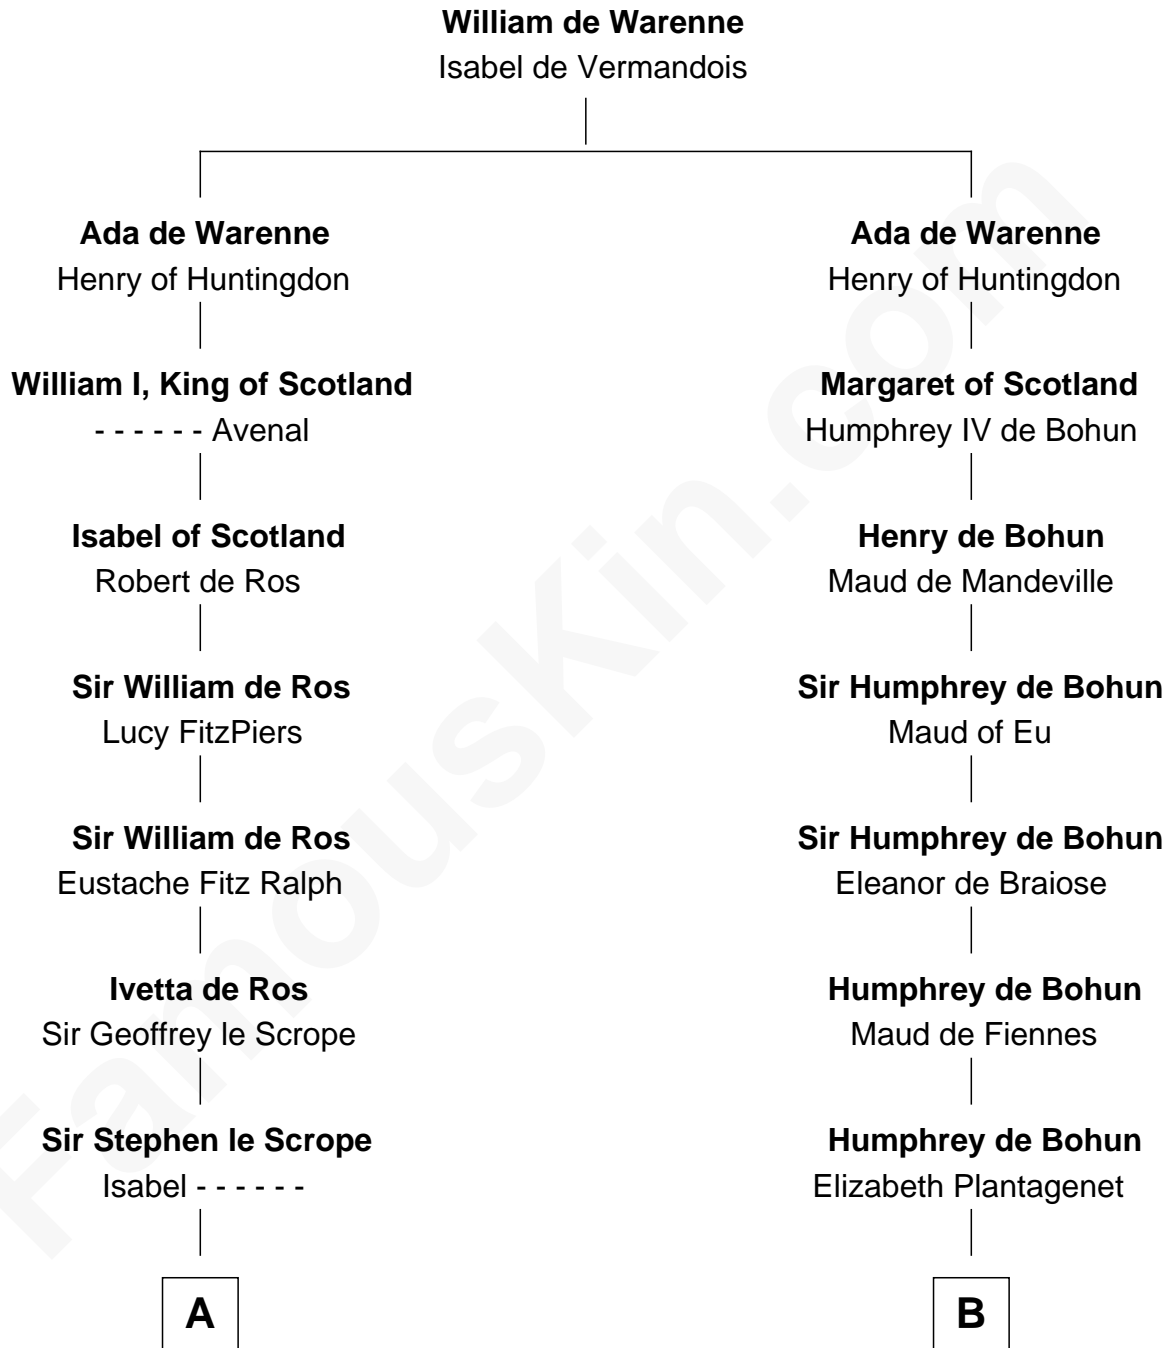 William de Warenne
Isabel de Vermandois
Ada de Warenne
Henry of Huntingdon
Ada de Warenne
Henry of Huntingdon
William I, King of Scotland
- - - - - - Avenal
Margaret of Scotland
Humphrey IV de Bohun
Isabel of Scotland
Robert de Ros
Henry de Bohun
Maud de Mandeville
Sir William de Ros
Lucy FitzPiers
Sir Humphrey de Bohun
Maud of Eu
Sir William de Ros
Eustache Fitz Ralph
Sir Humphrey de Bohun
Eleanor de Braiose
Ivetta de Ros
Sir Geoffrey le Scrope
Humphrey de Bohun
Maud de Fiennes
Sir Stephen le Scrope
Isabel - - - - - -
Humphrey de Bohun
Elizabeth Plantagenet
A
B
FamousKin.com